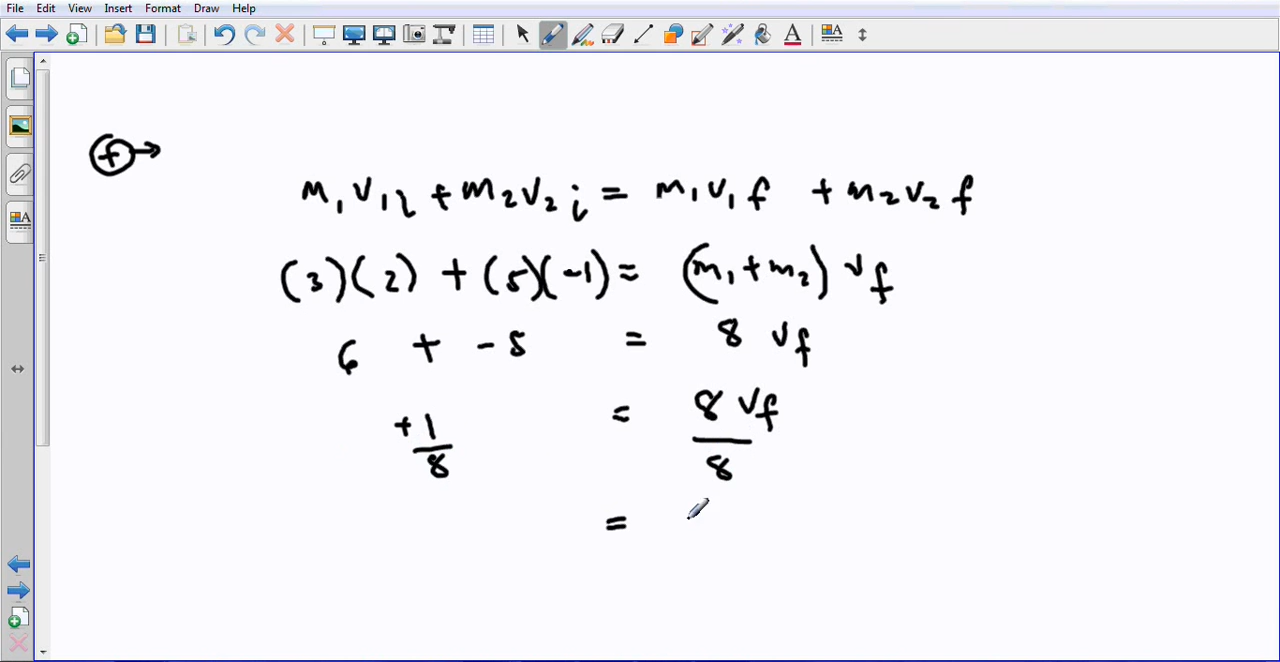 File Edit View Insert Format Draw Help
+ →
m₁v₁i + m₂v₂i = m₁v₁f + m₂v₂f
(3)(2) + (5)(-1) = (m₁+m₂) vf
6 + -5 = 8 vf
+1/8 = 8 vf/8
=